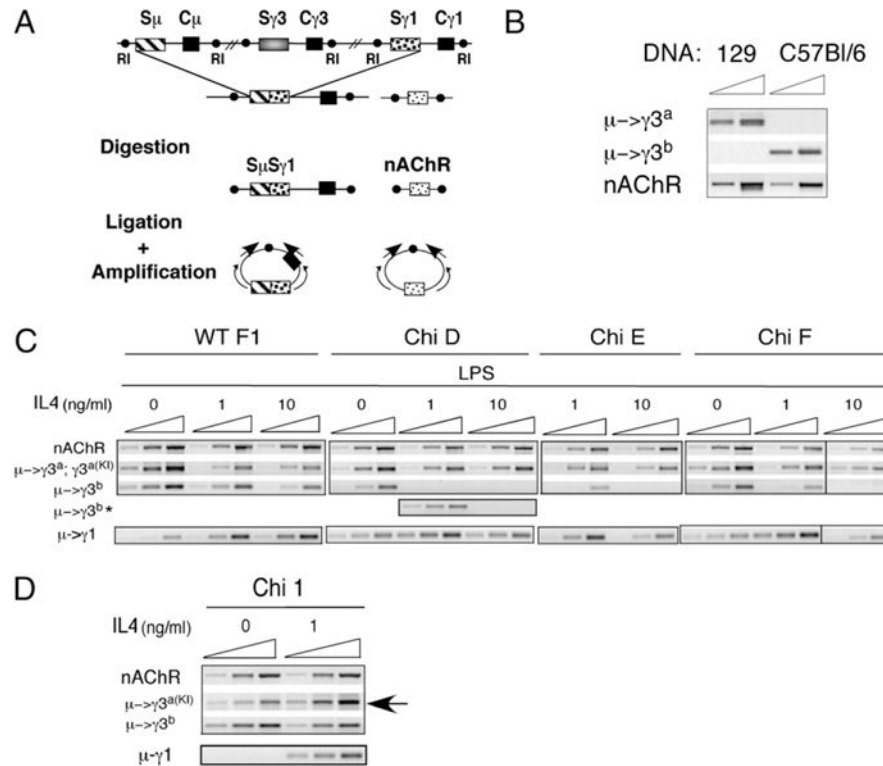 A
Sμ Cμ Sγ3 Cγ3 Sγ1 Cγ1
RI RI RI RI RI
Digestion
SμSγ1 nAChR
Ligation
+
Amplification
B
DNA: 129 C57Bl/6
μ->γ3a
μ->γ3b
nAChR
C
WT F1 Chi D Chi E Chi F
LPS
IL4 (ng/ml) 0 1 10 0 1 10 1 10 0 1 10
nAChR
μ->γ3a; γ3a(KI)
μ->γ3b
μ->γ3b*
μ->γ1
D
Chi 1
IL4 (ng/ml) 0 1
nAChR
μ->γ3a(KI)
μ->γ3b
μ-γ1